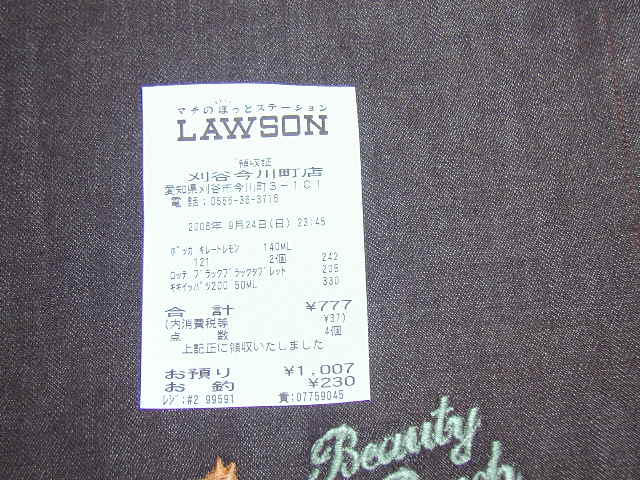 マチのほっとステーション
LAWSON
領収証
刈谷今川町店
愛知県刈谷市今川町3-101
電話:0566-36-3716
2006年 9月24日(日) 23:45
ポッカ キレートレモン 140ML
121 2個 242
ロッテ ブラックブラックタブレット 205
キキイッパツ200 50ML 330
合計 ¥777
(内消費税等 ¥37)
点数 4個
上記正に領収いたしました
お預り ¥1,007
お釣 ¥230
レジ:#2 99591 責:07759045
Beauty